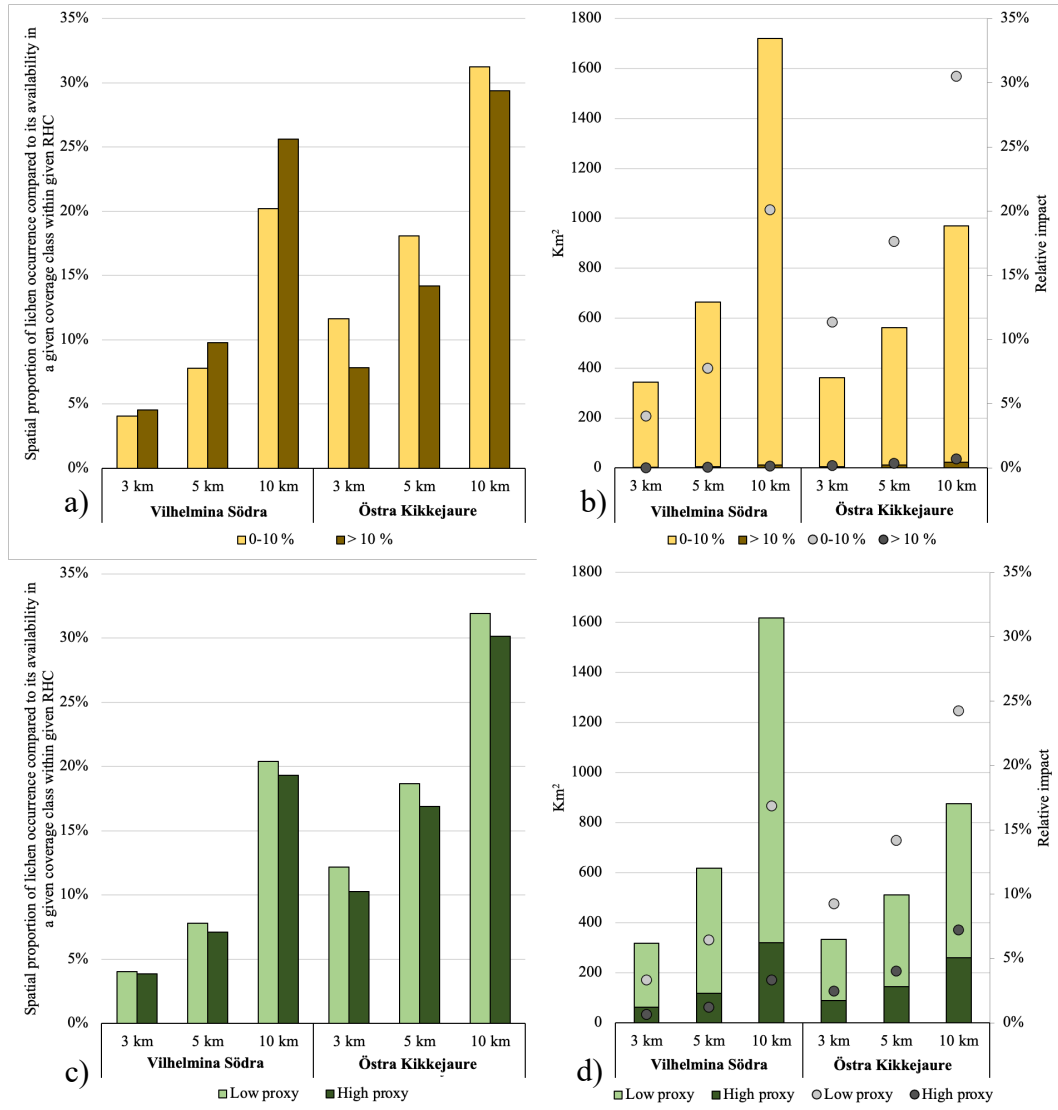 Spatial proportion of lichen occurrence compared to its availability in
a given coverage class within given RHC
35%
30%
25%
20%
15%
10%
5%
0%
3 km 5 km 10 km 3 km 5 km 10 km
Vilhelmina Södra Östra Kikkejaure
a)
0-10 % > 10 %
Km²
1800
1600
1400
1200
1000
800
600
400
200
0
35%
30%
25%
20%
15%
10%
5%
0%
Relative impact
3 km 5 km 10 km 3 km 5 km 10 km
Vilhelmina Södra Östra Kikkejaure
b)
0-10 % > 10 % 0-10 % > 10 %
Spatial proportion of lichen occurrence compared to its availability in
a given coverage class within given RHC
35%
30%
25%
20%
15%
10%
5%
0%
3 km 5 km 10 km 3 km 5 km 10 km
Vilhelmina Södra Östra Kikkejaure
c)
Low proxy High proxy
Km²
1800
1600
1400
1200
1000
800
600
400
200
0
35%
30%
25%
20%
15%
10%
5%
0%
Relative impact
3 km 5 km 10 km 3 km 5 km 10 km
Vilhelmina Södra Östra Kikkejaure
d)
Low proxy High proxy Low proxy High proxy